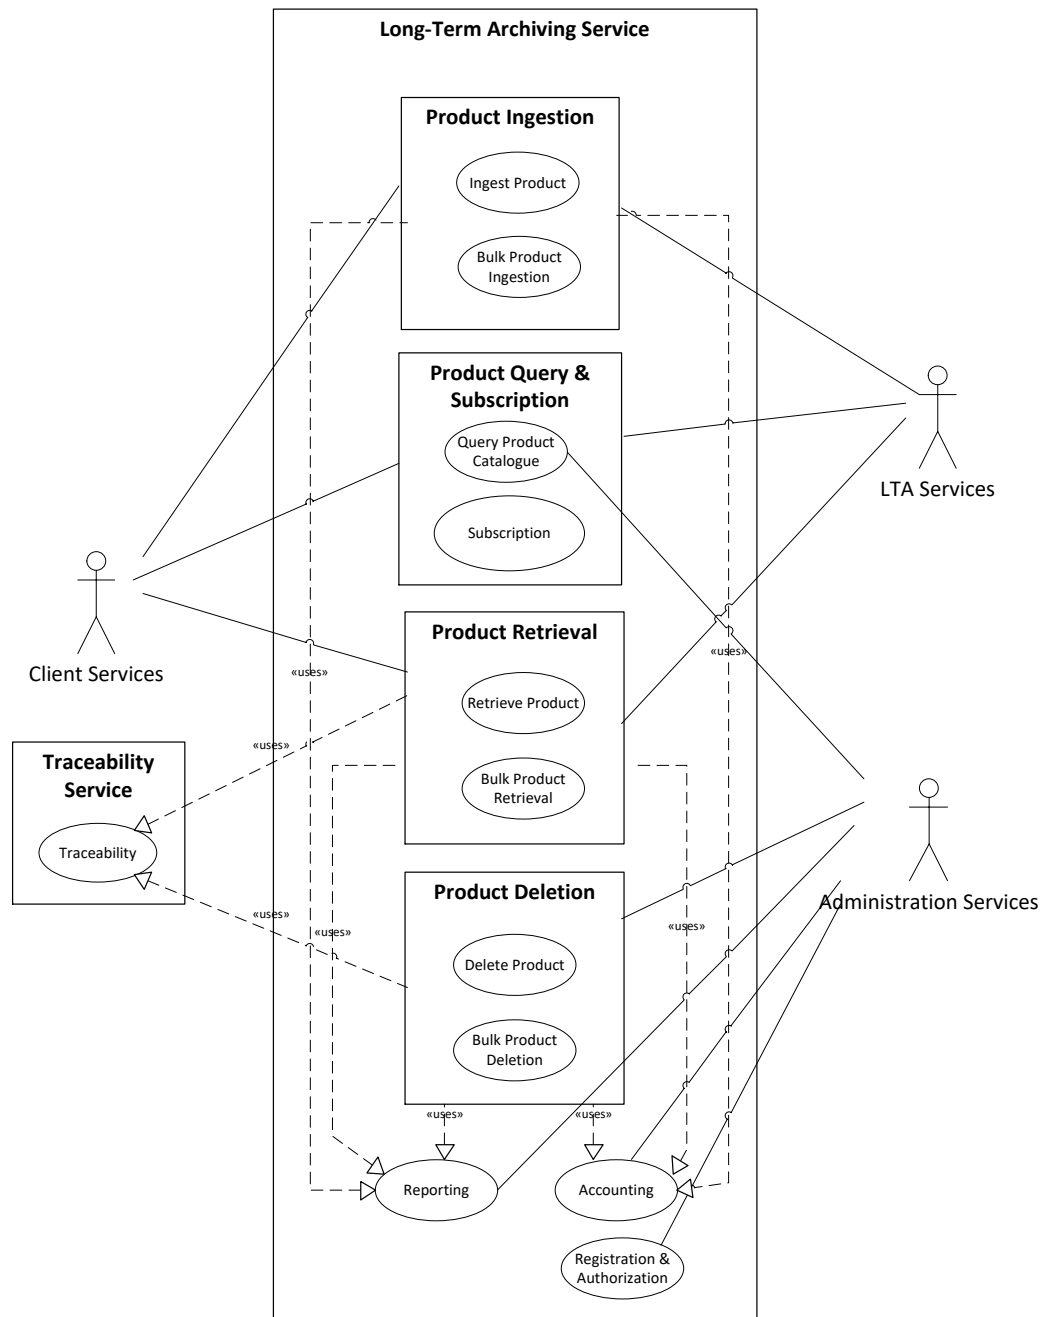 Long-Term Archiving Service
Product Ingestion
Ingest Product
Bulk Product
Ingestion
Product Query &
Subscription
Query Product
Catalogue
Subscription
LTA Services
Client Services
Product Retrieval
«uses»
«uses»
Retrieve Product
«uses»
Traceability
Service
Bulk Product
Retrieval
Traceability
Product Deletion
Administration Services
«uses»
«uses»
«uses»
Delete Product
Bulk Product
Deletion
«uses»
«uses»
Reporting
Accounting
Registration &
Authorization